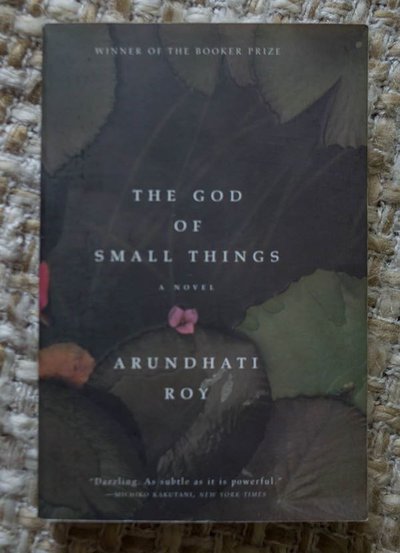 WINNER OF THE BOOKER PRIZE
THE GOD
OF
SMALL THINGS
A NOVEL
ARUNDHATI
ROY
"Dazzling. As subtle as it is powerful."
—MICHIKO KAKUTANI, NEW YORK TIMES